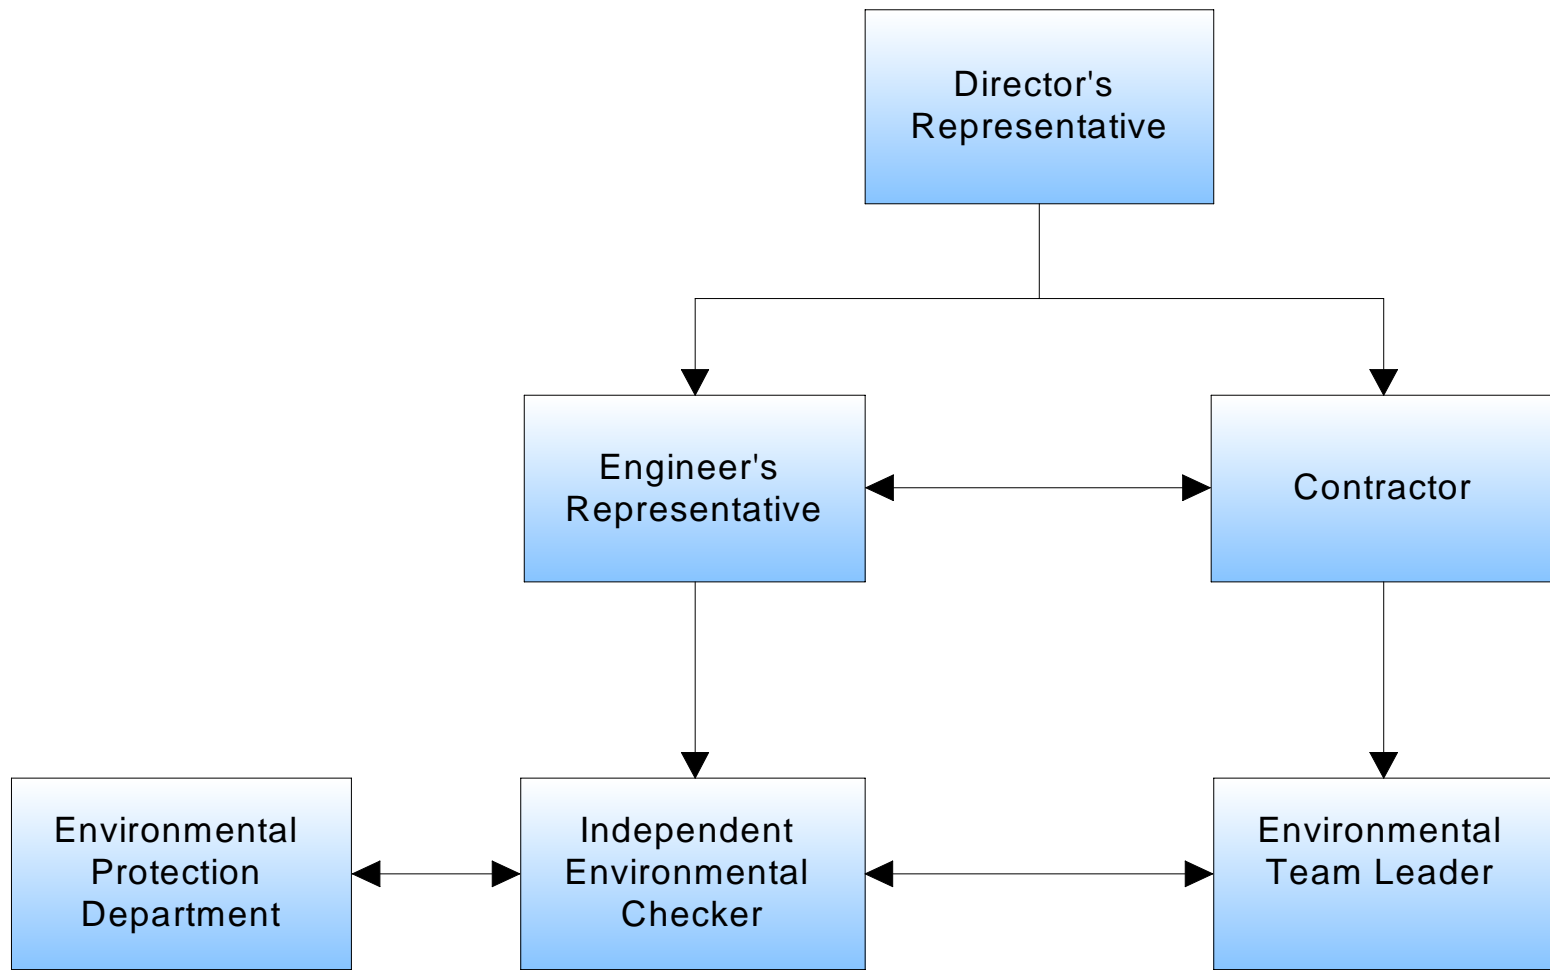 Director's
Representative
Engineer's
Representative
Contractor
Environmental
Protection
Department
Independent
Environmental
Checker
Environmental
Team Leader